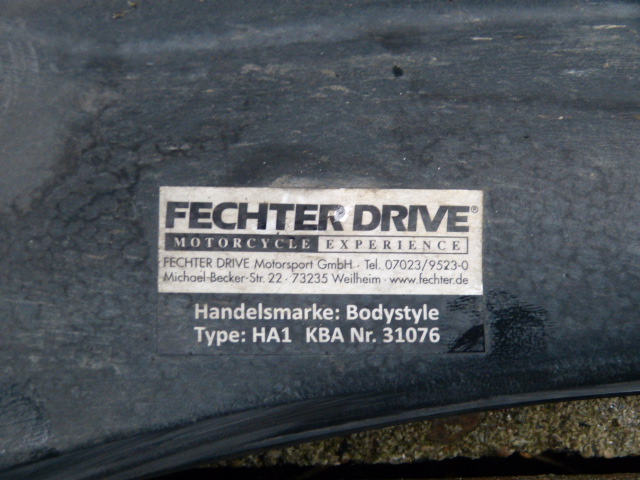 FECHTER DRIVE®
MOTORCYCLE EXPERIENCE
FECHTER DRIVE Motorsport GmbH · Tel. 07023/9523-0
Michael-Becker-Str. 22 · 73235 Weilheim · www.fechter.de
Handelsmarke: Bodystyle
Type: HA1 KBA Nr. 31076